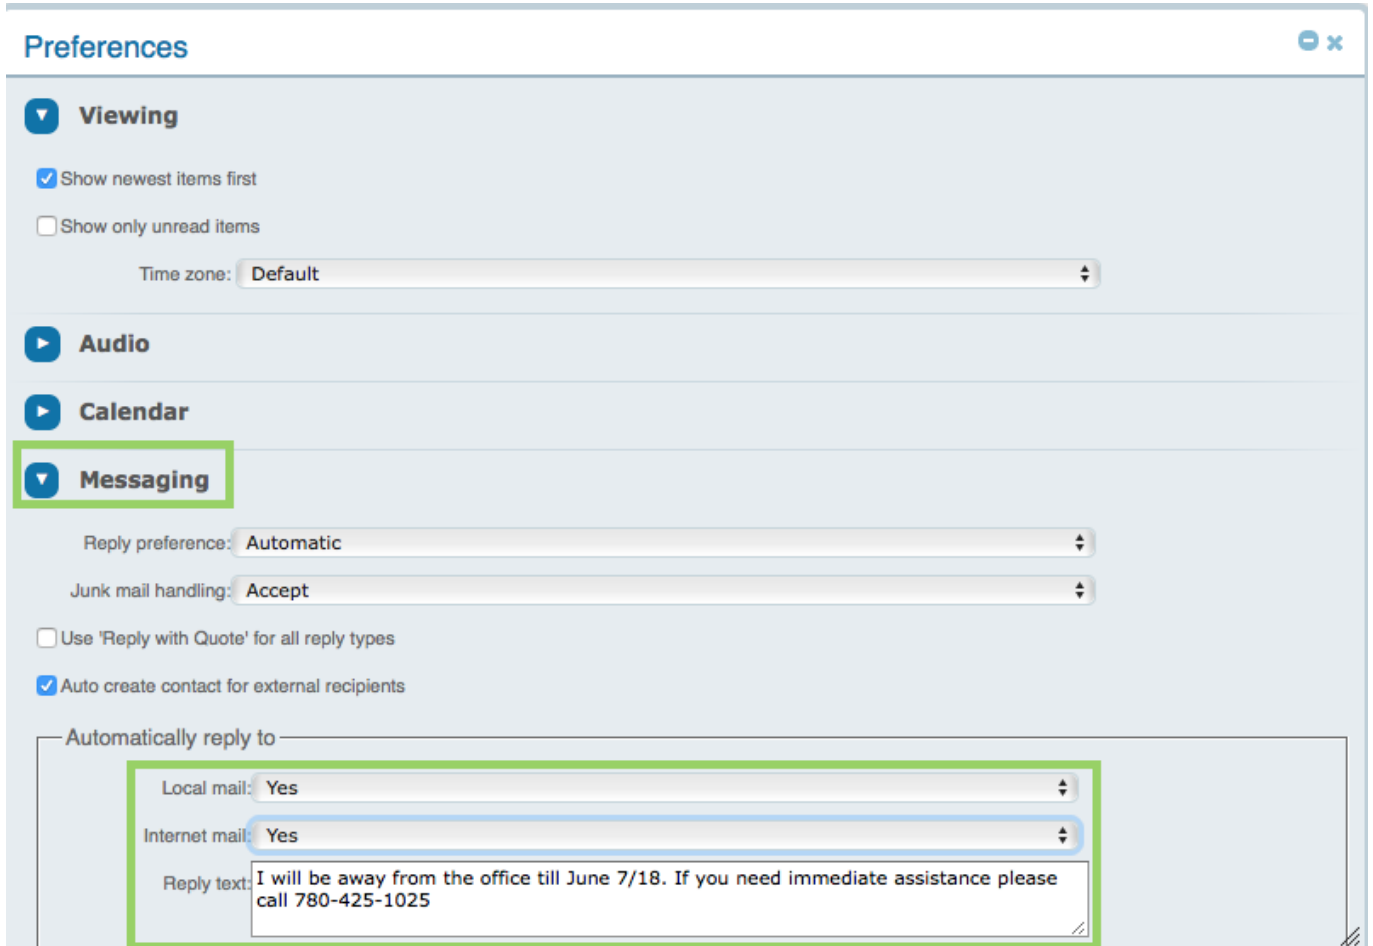 Preferences
Viewing
Show newest items first
Show only unread items
Time zone: Default
Audio
Calendar
Messaging
Reply preference: Automatic
Junk mail handling: Accept
Use 'Reply with Quote' for all reply types
Auto create contact for external recipients
Automatically reply to
Local mail: Yes
Internet mail: Yes
Reply text: I will be away from the office till June 7/18. If you need immediate assistance please
call 780-425-1025